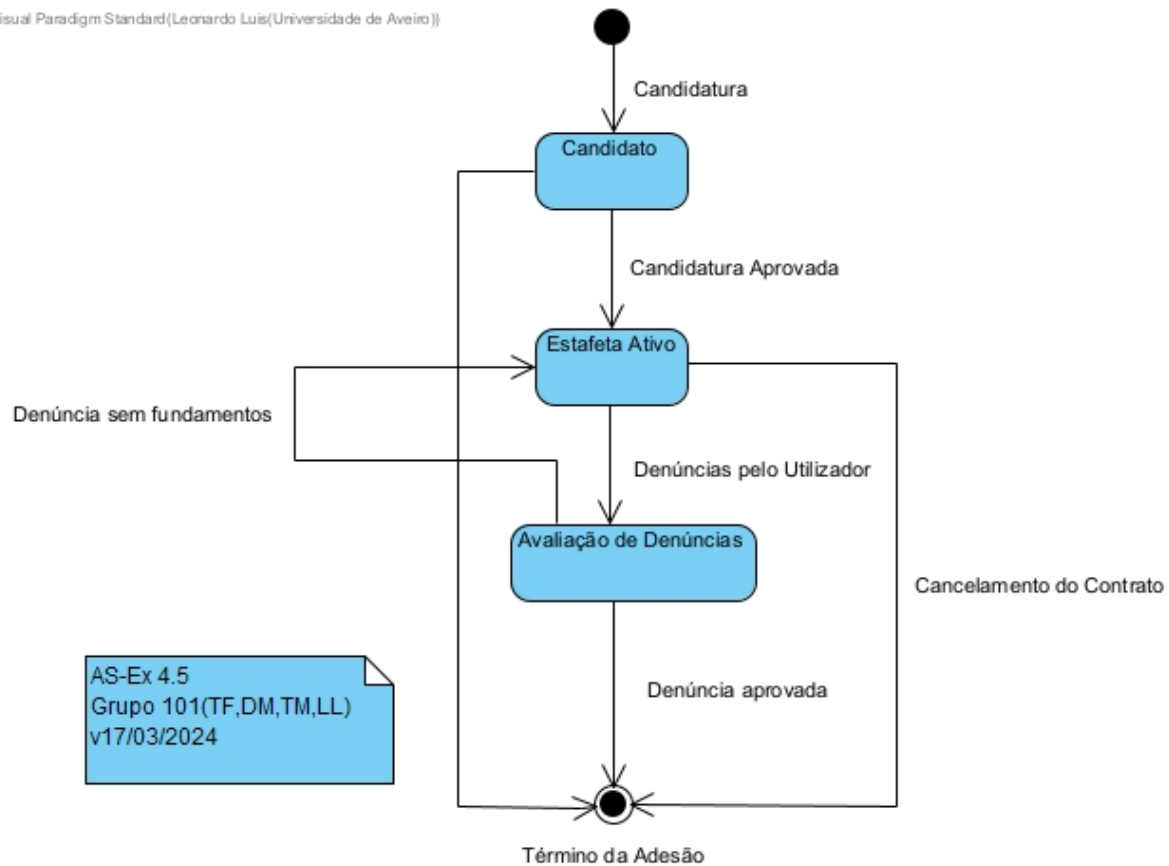 isual Paradigm Standard(Leonardo Luis(Universidade de Aveiro))
Candidatura
Candidato
Candidatura Aprovada
Estafeta Ativo
Denúncia sem fundamentos
Denúncias pelo Utilizador
Avaliação de Denúncias
Cancelamento do Contrato
AS-Ex 4.5
Grupo 101(TF,DM,TM,LL)
v17/03/2024
Denúncia aprovada
Término da Adesão